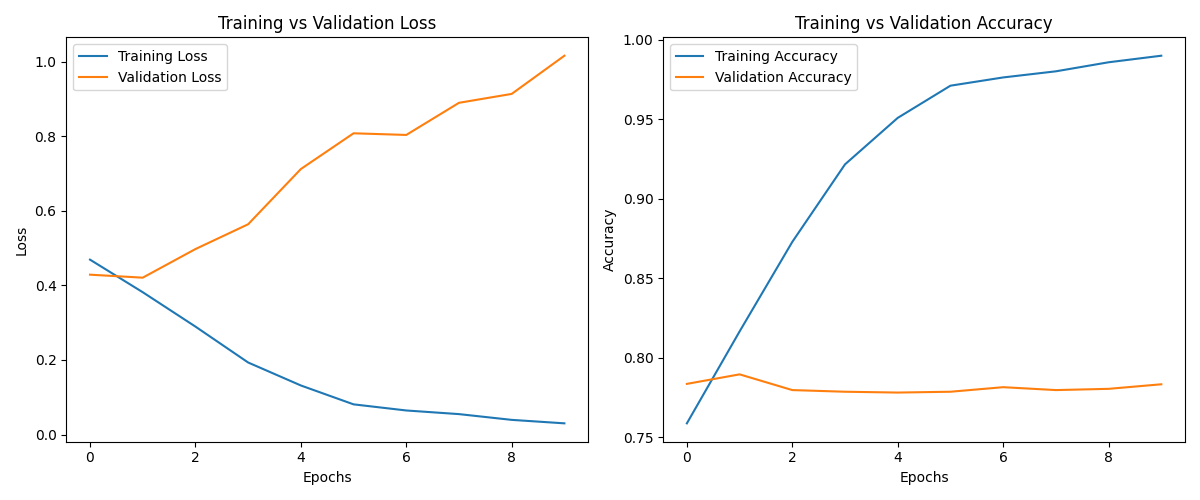 Training vs Validation Loss
Training Loss
Validation Loss
1.0
0.8
0.6
0.4
0.2
0.0
Loss
0 2 4 6 8
Epochs
Training vs Validation Accuracy
Training Accuracy
Validation Accuracy
1.00
0.95
0.90
0.85
0.80
0.75
Accuracy
0 2 4 6 8
Epochs